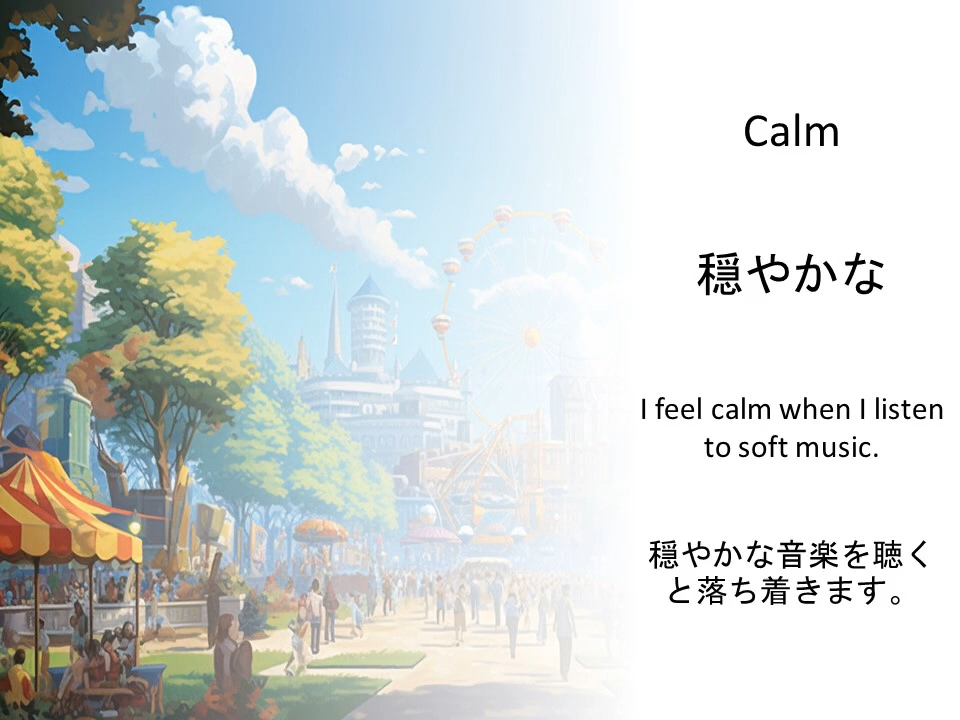 Calm
穏やかな
I feel calm when I listen
to soft music.
穏やかな音楽を聴く
と落ち着きます。